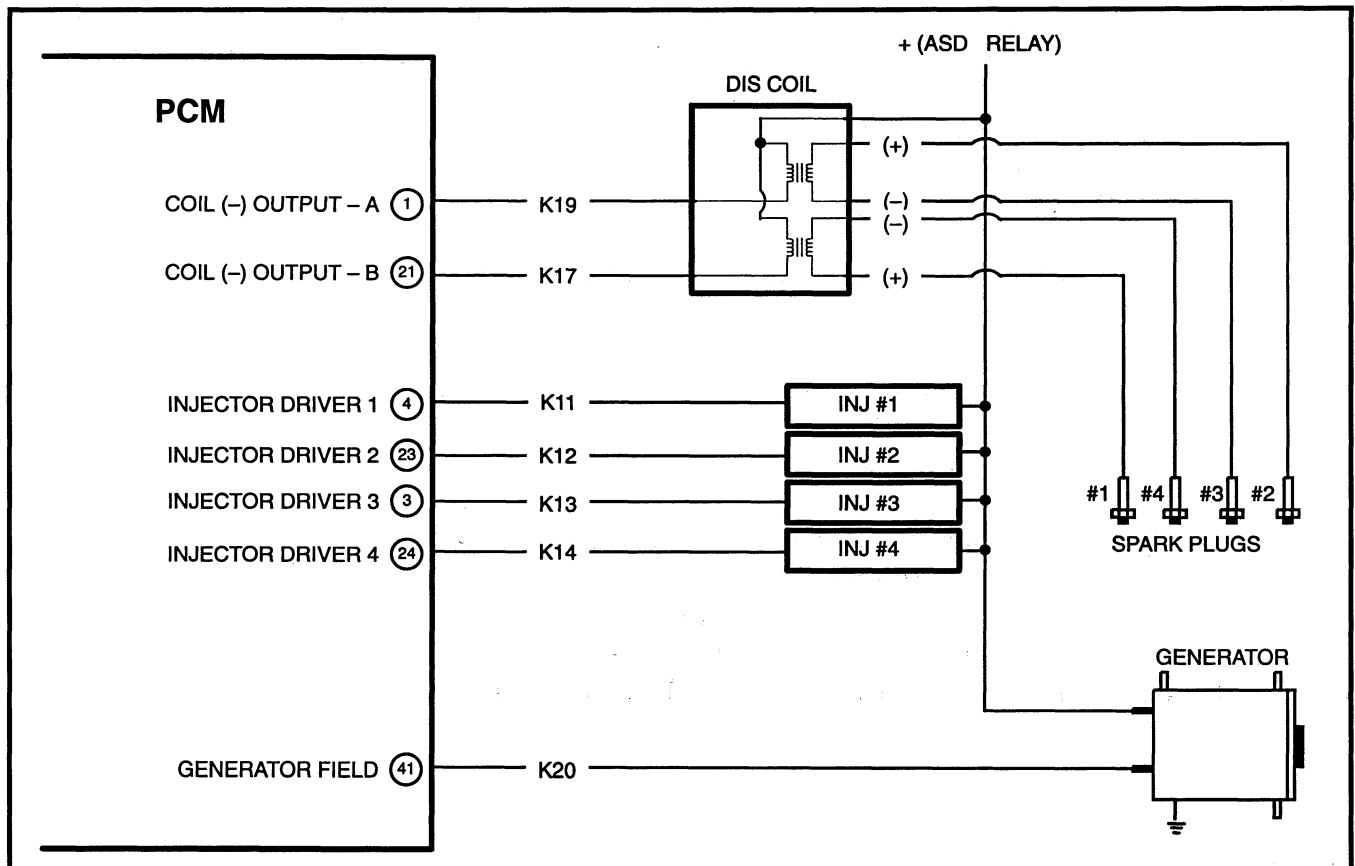 + (ASD RELAY)
DIS COIL
PCM
(+)
COIL (–) OUTPUT – A 1 K19 (–)
(–)
COIL (–) OUTPUT – B 21 K17 (+)
INJECTOR DRIVER 1 4 K11 INJ #1
INJECTOR DRIVER 2 23 K12 INJ #2
INJECTOR DRIVER 3 3 K13 INJ #3
#1 #4 #3 #2
INJECTOR DRIVER 4 24 K14 INJ #4
SPARK PLUGS
GENERATOR
GENERATOR FIELD 41 K20